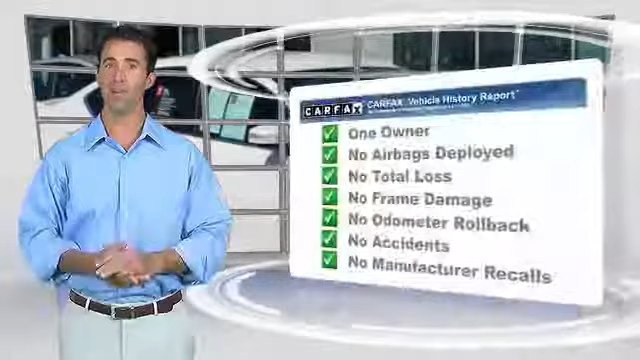 CARFAX CARFAX Vehicle History Report™
One Owner
No Airbags Deployed
No Total Loss
No Frame Damage
No Odometer Rollback
No Accidents
No Manufacturer Recalls